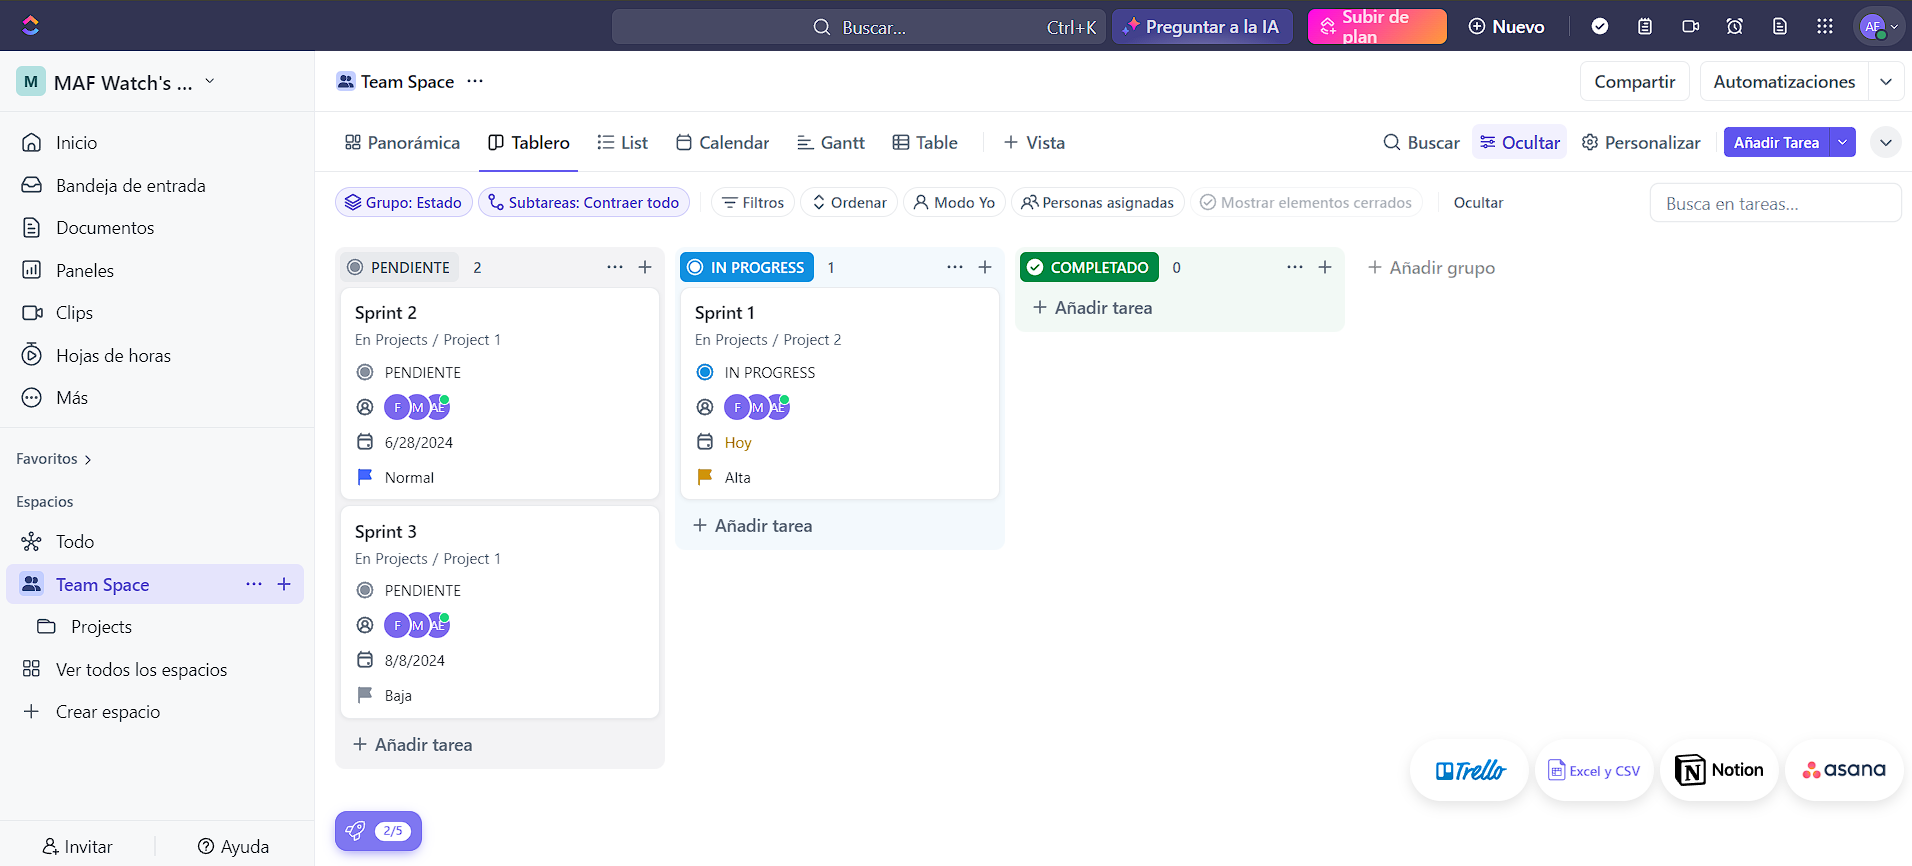 Buscar...
Ctrl+K
Preguntar a la IA
Subir de
plan
Nuevo
AE
M
MAF Watch's ...
Inicio
Bandeja de entrada
Documentos
Paneles
Clips
Hojas de horas
Más
Favoritos
Espacios
Todo
Team Space
Projects
Ver todos los espacios
Crear espacio
Invitar
Ayuda
Team Space
Compartir
Automatizaciones
Panorámica
Tablero
List
Calendar
Gantt
Table
Vista
Buscar
Ocultar
Personalizar
Añadir Tarea
Grupo: Estado
Subtareas: Contraer todo
Filtros
Ordenar
Modo Yo
Personas asignadas
Mostrar elementos cerrados
Ocultar
Busca en tareas...
PENDIENTE 2
Sprint 2
En Projects / Project 1
PENDIENTE
F M AE
6/28/2024
Normal
Sprint 3
En Projects / Project 1
PENDIENTE
F M AE
8/8/2024
Baja
Añadir tarea
IN PROGRESS 1
Sprint 1
En Projects / Project 2
IN PROGRESS
F M AE
Hoy
Alta
Añadir tarea
COMPLETADO 0
Añadir tarea
Añadir grupo
2/5
Trello
Excel y CSV
Notion
asana